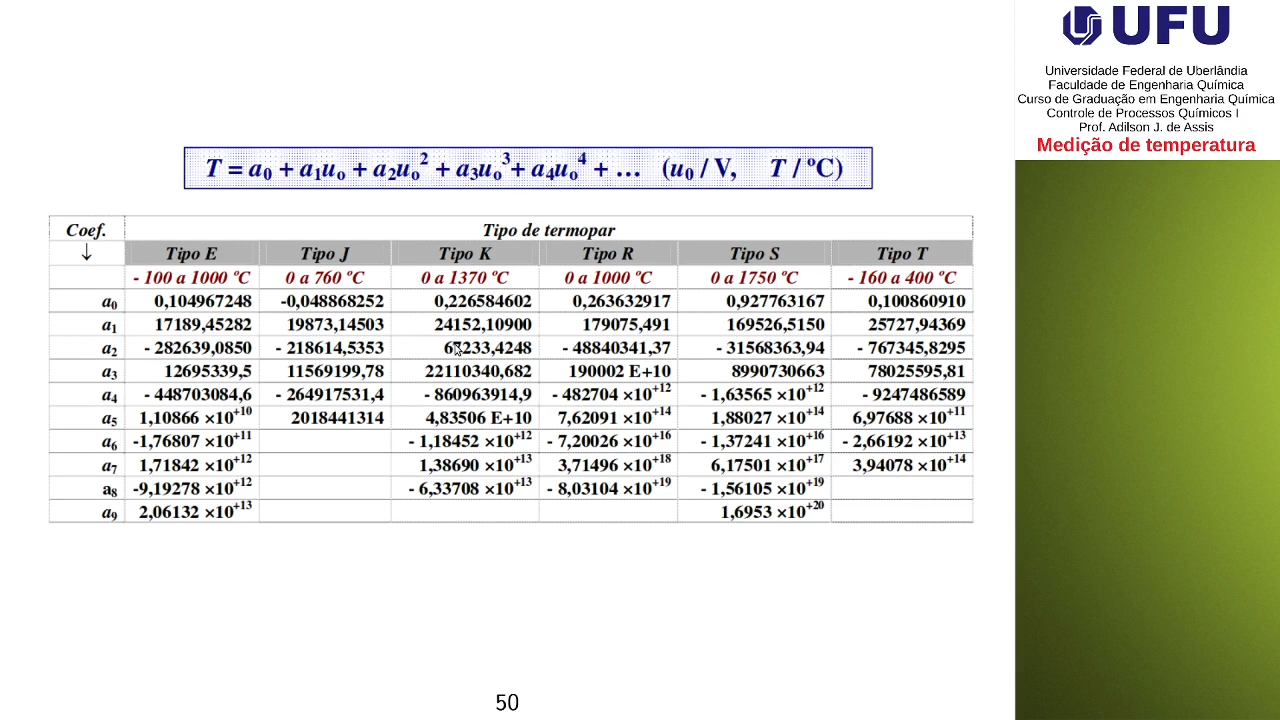 UFU
Universidade Federal de Uberlândia
Faculdade de Engenharia Química
Curso de Graduação em Engenharia Química
Controle de Processos Químicos I
Prof. Adilson J. de Assis
Medição de temperatura
T = a₀ + a₁uₒ + a₂uₒ² + a₃uₒ³ + a₄uₒ⁴ + … (u₀ / V, T / ºC)
Coef. Tipo de termopar
↓ Tipo E Tipo J Tipo K Tipo R Tipo S Tipo T
- 100 a 1000 ºC 0 a 760 ºC 0 a 1370 ºC 0 a 1000 ºC 0 a 1750 ºC - 160 a 400 ºC
a₀ 0,104967248 -0,048868252 0,226584602 0,263632917 0,927763167 0,100860910
a₁ 17189,45282 19873,14503 24152,10900 179075,491 169526,5150 25727,94369
a₂ - 282639,0850 - 218614,5353 - 48840341,37 - 31568363,94 - 767345,8295
a₃ 12695339,5 11569199,78 22110340,682 190002 E+10 8990730663 78025595,81
a₄ - 448703084,6 - 264917531,4 - 860963914,9 - 482704 ×10⁺¹² - 1,63565 ×10⁺¹² - 9247486589
a₅ 1,10866 ×10⁺¹⁰ 2018441314 4,83506 E+10 7,62091 ×10⁺¹⁴ 1,88027 ×10⁺¹⁴ 6,97688 ×10⁺¹¹
a₆ -1,76807 ×10⁺¹¹ - 1,18452 ×10⁺¹² - 7,20026 ×10⁺¹⁶ - 1,37241 ×10⁺¹⁶ - 2,66192 ×10⁺¹³
a₇ 1,71842 ×10⁺¹² 1,38690 ×10⁺¹³ 3,71496 ×10⁺¹⁸ 6,17501 ×10⁺¹⁷ 3,94078 ×10⁺¹⁴
a₈ -9,19278 ×10⁺¹² - 6,33708 ×10⁺¹³ - 8,03104 ×10⁺¹⁹ - 1,56105 ×10⁺¹⁹
a₉ 2,06132 ×10⁺¹³ 1,6953 ×10⁺²⁰
50